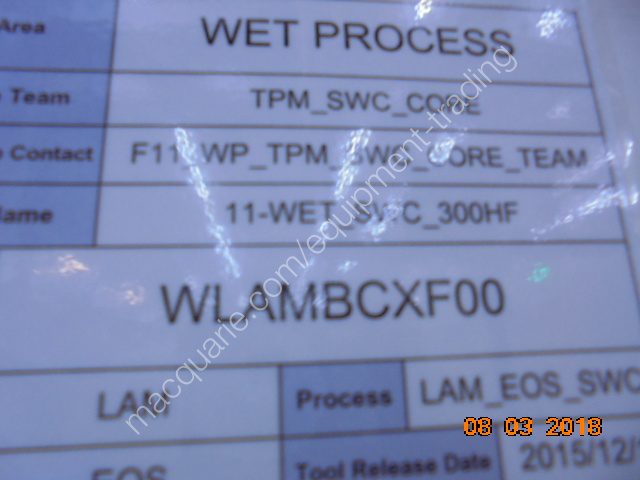 Area WET PROCESS
Team TPM_SWC_CORE
Contact F11_WP_TPM_SWC_CORE_TEAM
Name 11-WET_SWC_300HF
WLAMBCXF00
LAM Process LAM_EOS_SWC
EOS Tool Release Date 2015/12/
macquarie.com/equipment-trading
08 03 2018